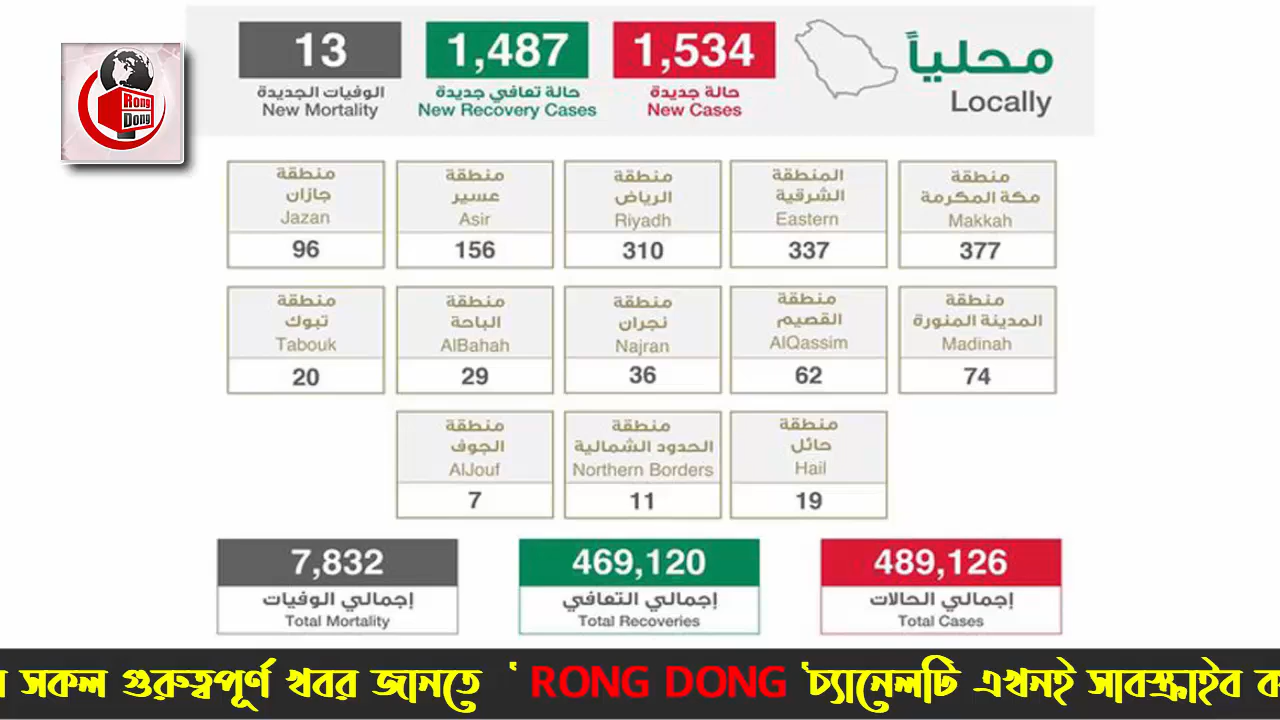 Rong
Dong
13
الوفيات الجديدة
New Mortality
1,487
حالة تعافي جديدة
New Recovery Cases
1,534
حالة جديدة
New Cases
محلياً
Locally
منطقة
جازان
Jazan
96
منطقة
عسير
Asir
156
منطقة
الرياض
Riyadh
310
المنطقة
الشرقية
Eastern
337
منطقة
مكة المكرمة
Makkah
377
منطقة
تبوك
Tabouk
20
منطقة
الباحة
AlBahah
29
منطقة
نجران
Najran
36
منطقة
القصيم
AlQassim
62
منطقة
المدينة المنورة
Madinah
74
منطقة
الجوف
AlJouf
7
منطقة
الحدود الشمالية
Northern Borders
11
منطقة
حائل
Hail
19
7,832
إجمالي الوفيات
Total Mortality
469,120
إجمالي التعافي
Total Recoveries
489,126
إجمالي الحالات
Total Cases
সকল গুরুত্বপূর্ণ খবর জানতে ' RONG DONG 'চ্যানেলটি এখনই সাবস্ক্রাইব